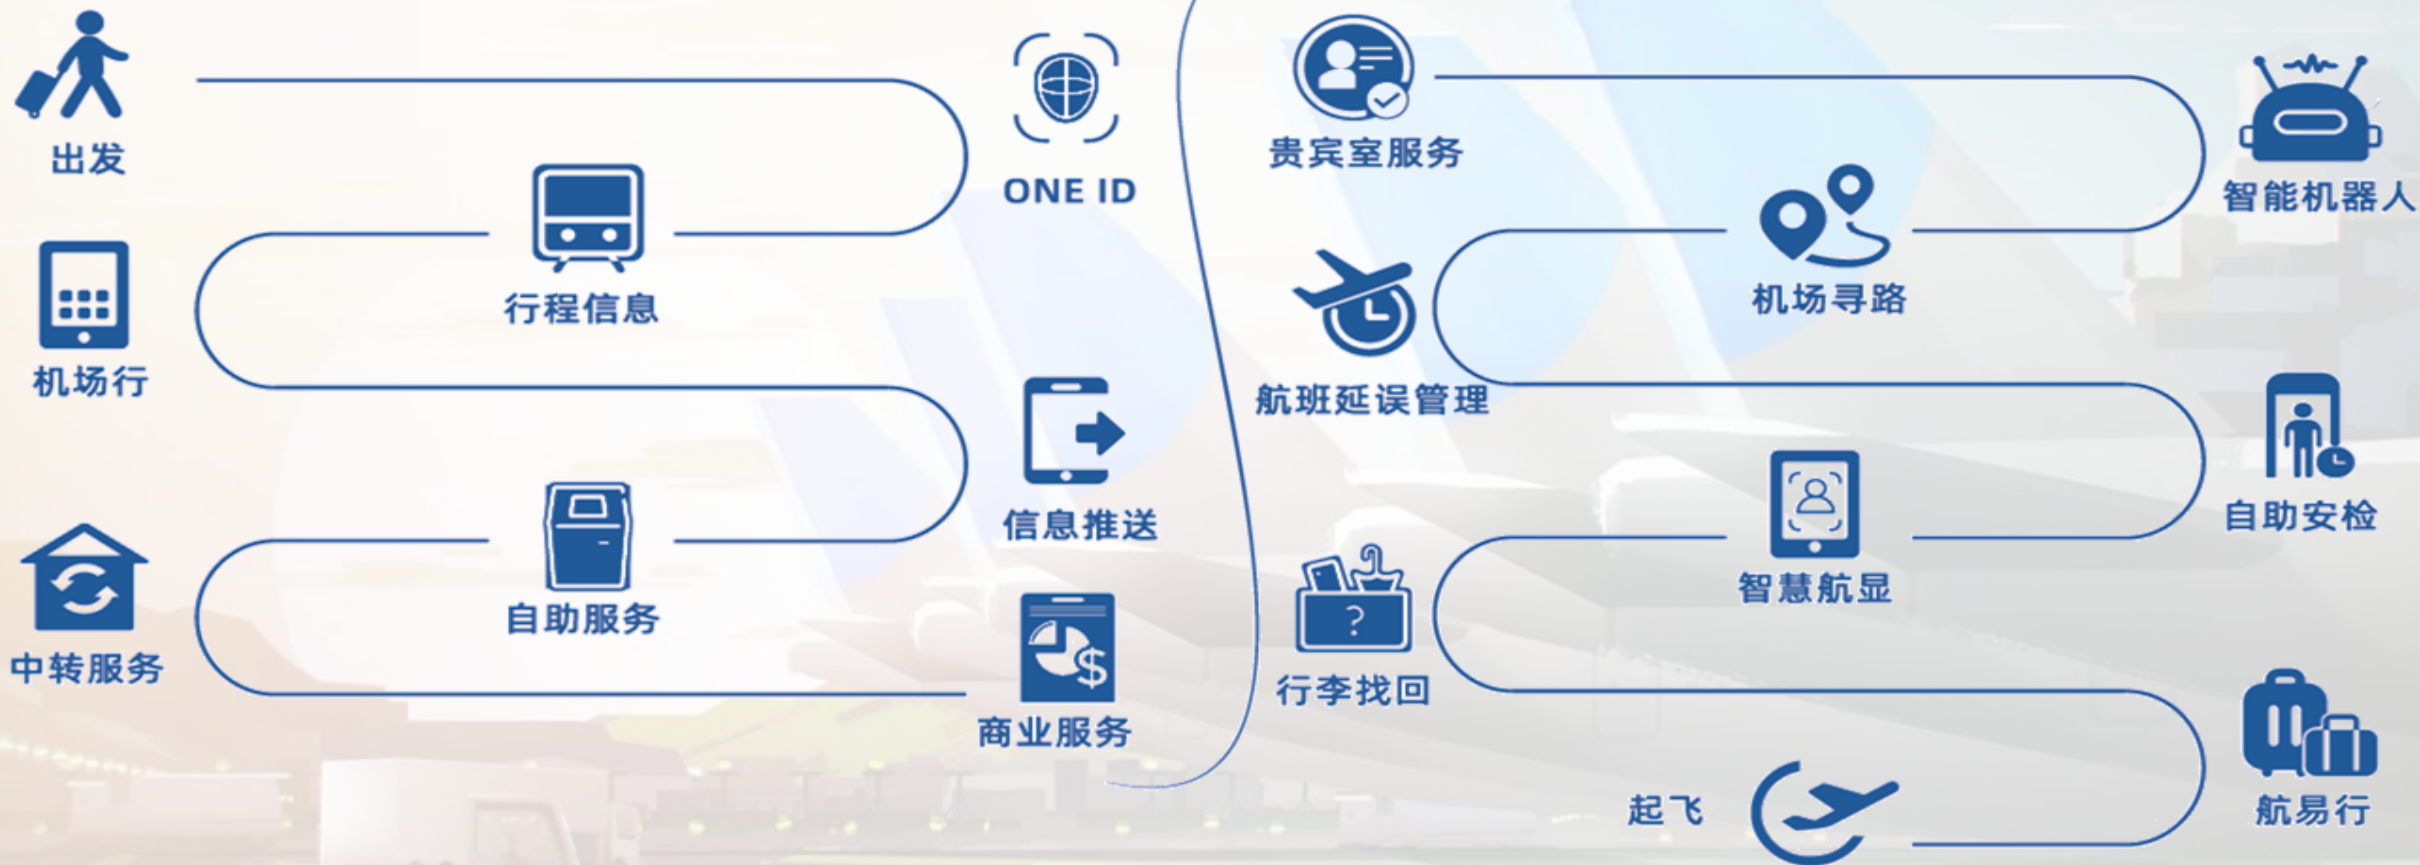 出发
ONE ID
行程信息
机场行
信息推送
自助服务
中转服务
商业服务
贵宾室服务
智能机器人
机场寻路
航班延误管理
自助安检
智慧航显
行李找回
航易行
起飞